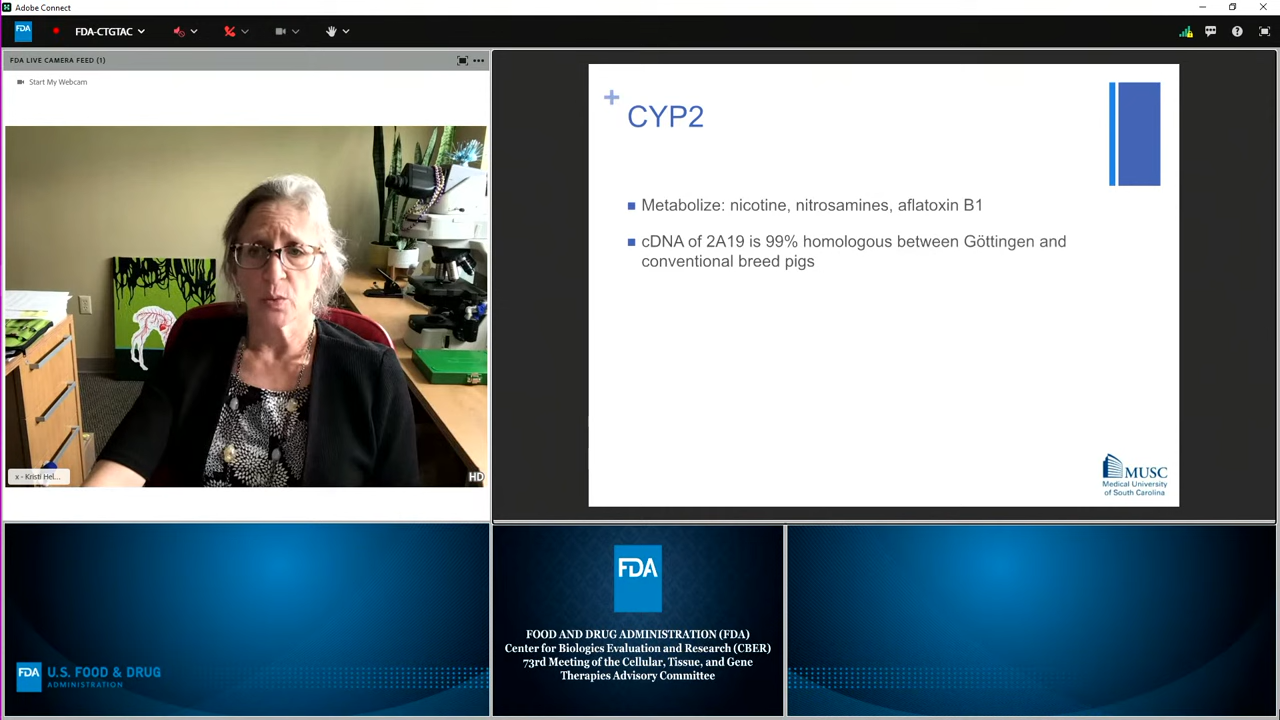 Adobe Connect
FDA
FDA-CTGTAC
FDA LIVE CAMERA FEED (1)
Start My Webcam
CYP2
Metabolize: nicotine, nitrosamines, aflatoxin B1
cDNA of 2A19 is 99% homologous between Göttingen and
conventional breed pigs
x - Kristi Hel...
HD
MUSC
Medical University
of South Carolina
FDA
FOOD AND DRUG ADMINISTRATION (FDA)
Center for Biologics Evaluation and Research (CBER)
73rd Meeting of the Cellular, Tissue, and Gene
Therapies Advisory Committee
FDA U.S. FOOD & DRUG
ADMINISTRATION